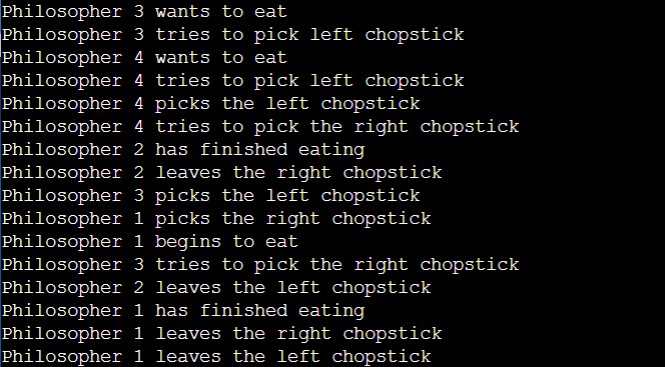 Philosopher 3 wants to eat
Philosopher 3 tries to pick left chopstick
Philosopher 4 wants to eat
Philosopher 4 tries to pick left chopstick
Philosopher 4 picks the left chopstick
Philosopher 4 tries to pick the right chopstick
Philosopher 2 has finished eating
Philosopher 2 leaves the right chopstick
Philosopher 3 picks the left chopstick
Philosopher 1 picks the right chopstick
Philosopher 1 begins to eat
Philosopher 3 tries to pick the right chopstick
Philosopher 2 leaves the left chopstick
Philosopher 1 has finished eating
Philosopher 1 leaves the right chopstick
Philosopher 1 leaves the left chopstick